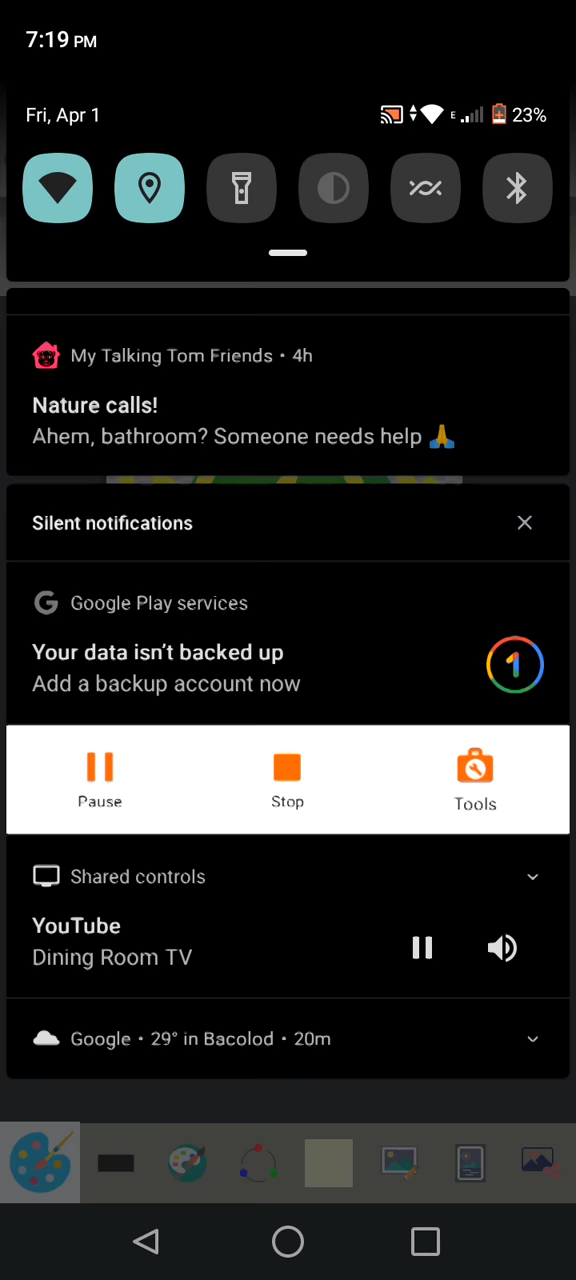 7:19 PM
Fri, Apr 1
E
23%
My Talking Tom Friends • 4h
Nature calls!
Ahem, bathroom? Someone needs help 🙏
Silent notifications
Google Play services
Your data isn't backed up
Add a backup account now
Pause
Stop
Tools
Shared controls
YouTube
Dining Room TV
Google • 29° in Bacolod • 20m